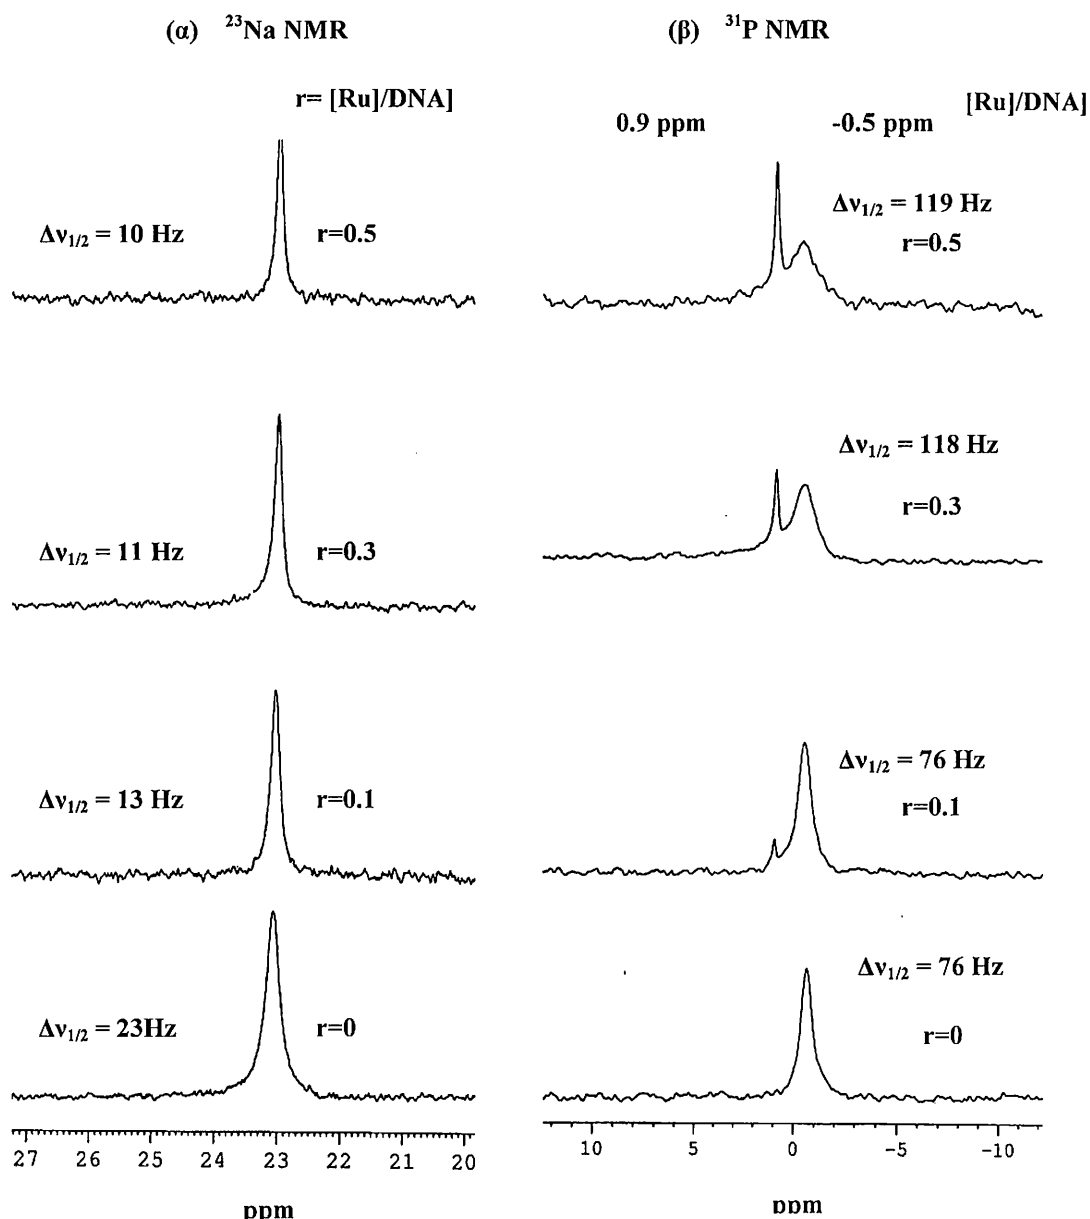 (α) ²³Na NMR
(β) ³¹P NMR
r= [Ru]/DNA]
[Ru]/DNA]
0.9 ppm
-0.5 ppm
Δν₁/₂ = 10 Hz
r=0.5
Δν₁/₂ = 119 Hz
r=0.5
Δν₁/₂ = 11 Hz
r=0.3
Δν₁/₂ = 118 Hz
r=0.3
Δν₁/₂ = 13 Hz
r=0.1
Δν₁/₂ = 76 Hz
r=0.1
Δν₁/₂ = 23Hz
r=0
Δν₁/₂ = 76 Hz
r=0
27 26 25 24 23 22 21 20
10 5 0 -5 -10
ppm
ppm